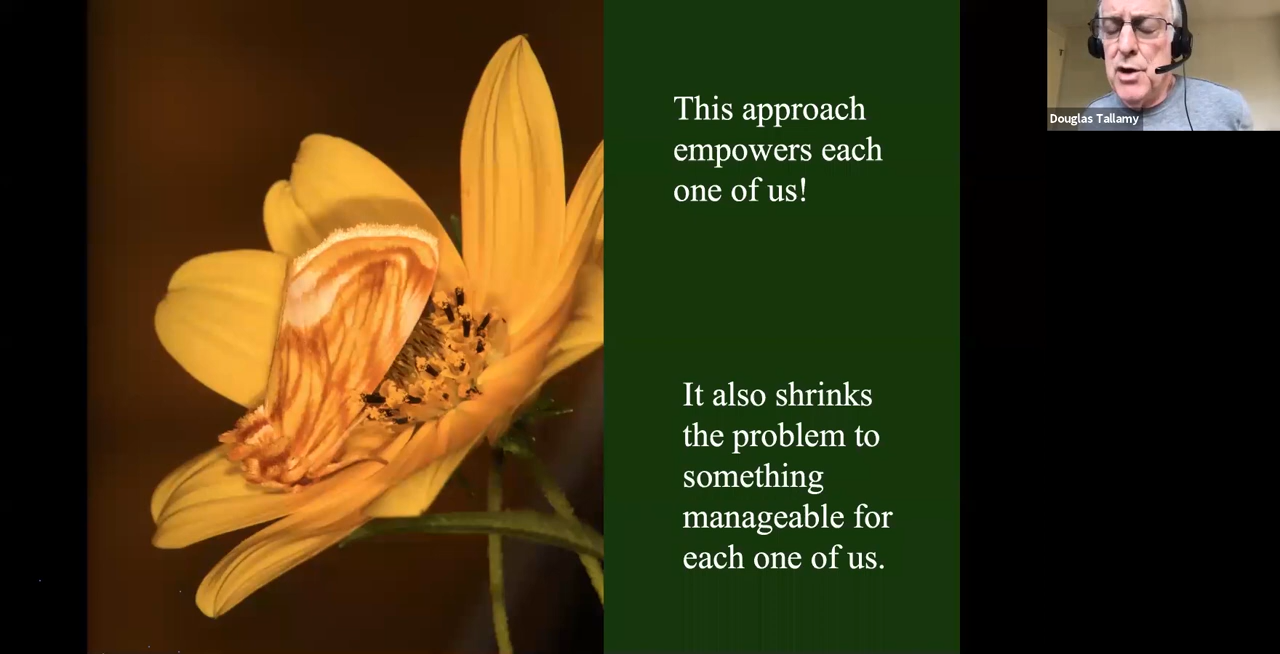 This approach
empowers each
one of us!
It also shrinks
the problem to
something
manageable for
each one of us.
Douglas Tallamy